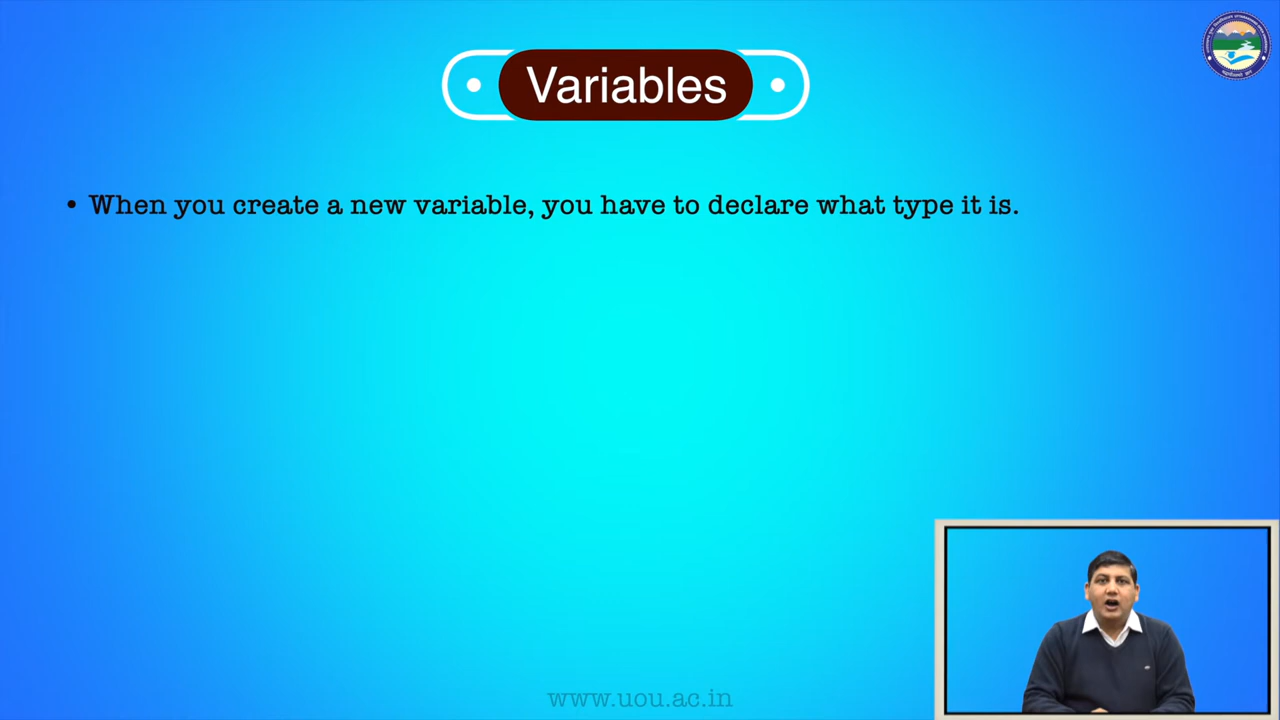 Variables
• When you create a new variable, you have to declare what type it is.
www.uou.ac.in